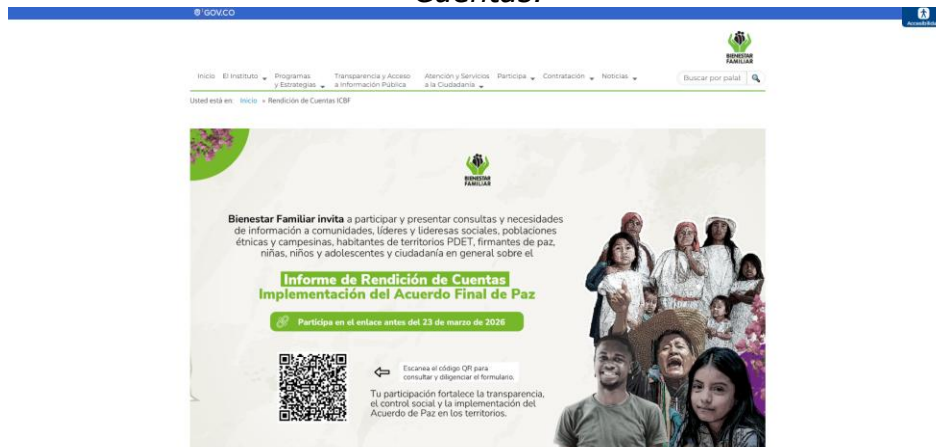 Cuentas.
GOV.CO
Accesibilida
BIENESTAR
FAMILIAR
Inicio El Instituto Programas y Estrategias Transparencia y Acceso a Información Pública Atención y Servicios a la Ciudadanía Participa Contratación Noticias Buscar por palal
Usted está en: Inicio » Rendición de Cuentas ICBF
BIENESTAR
FAMILIAR
Bienestar Familiar invita a participar y presentar consultas y necesidades
de información a comunidades, líderes y lideresas sociales, poblaciones
étnicas y campesinas, habitantes de territorios PDET, firmantes de paz,
niñas, niños y adolescentes y ciudadanía en general sobre el
Informe de Rendición de Cuentas
Implementación del Acuerdo Final de Paz
Participa en el enlace antes del 23 de marzo de 2026
Escanea el código QR para
consultar y diligenciar el formulario.
Tu participación fortalece la transparencia,
el control social y la implementación del
Acuerdo de Paz en los territorios.